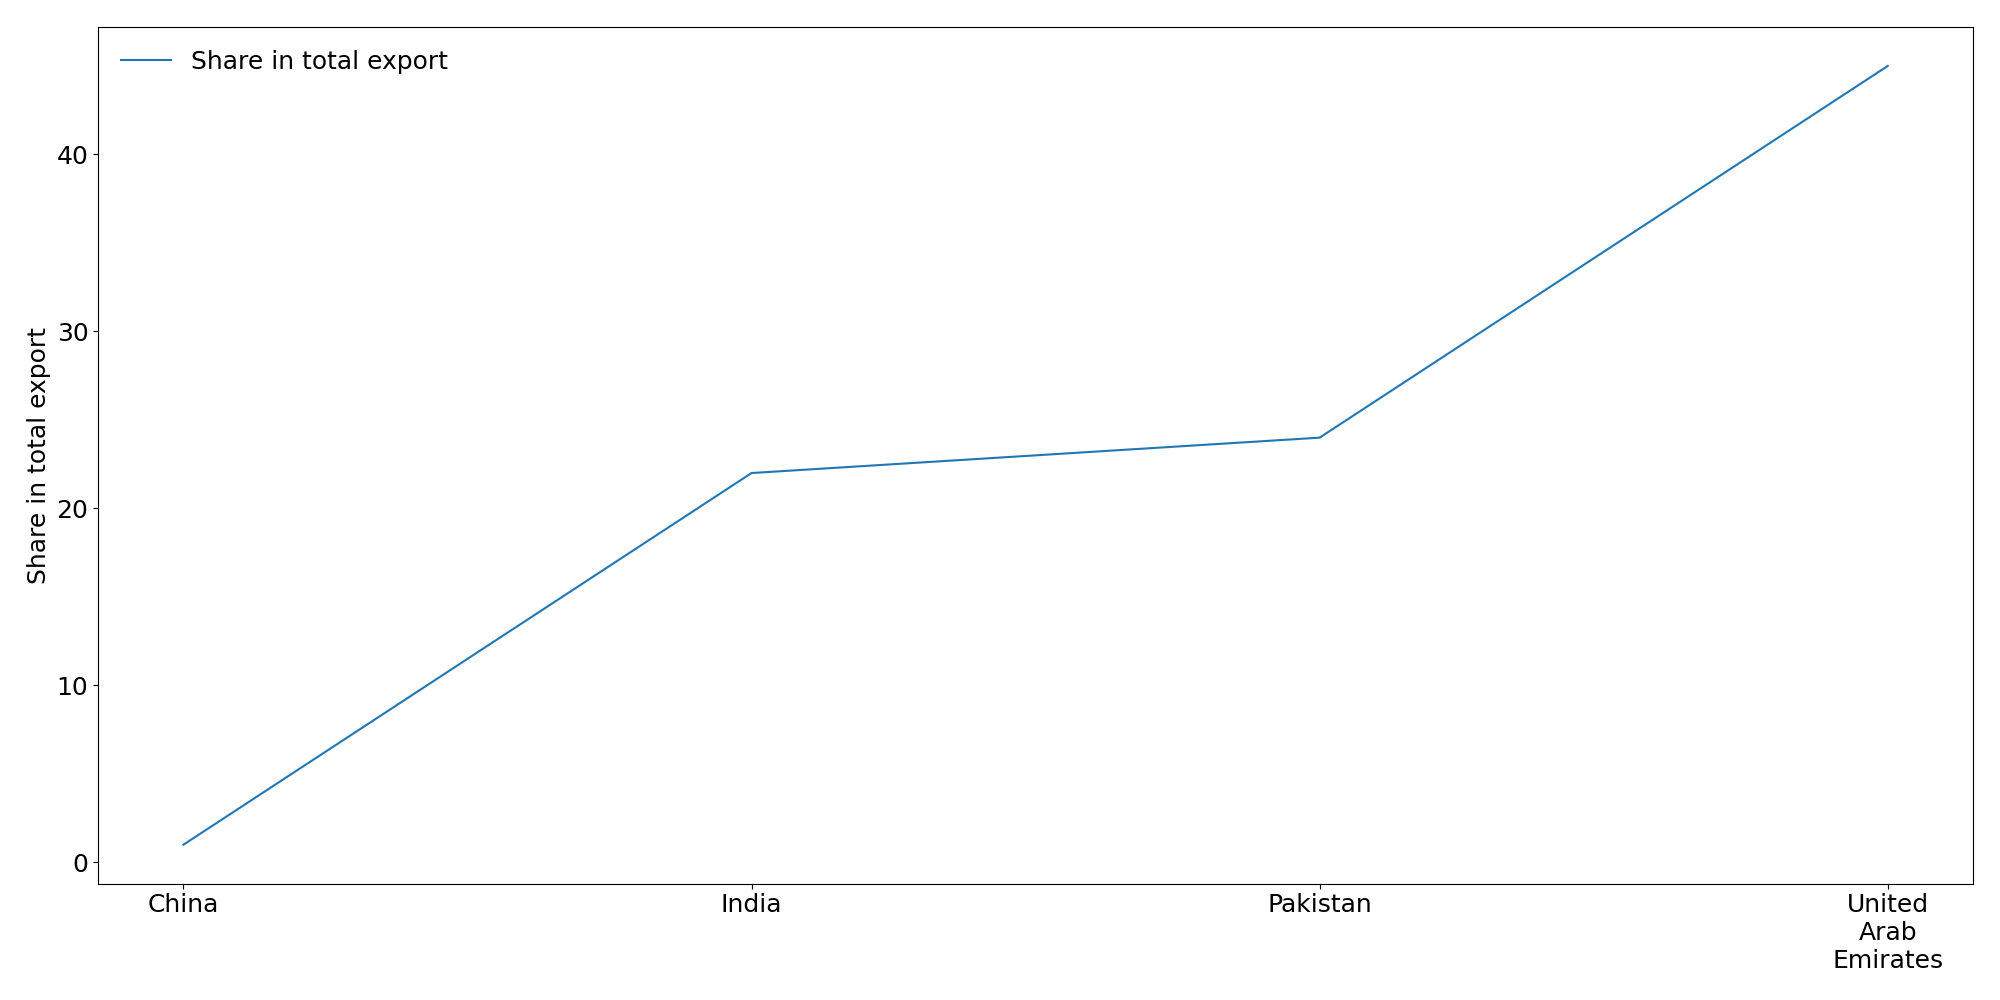 Share in total export
Share in total export
40
30
20
10
0
China
India
Pakistan
United
Arab
Emirates